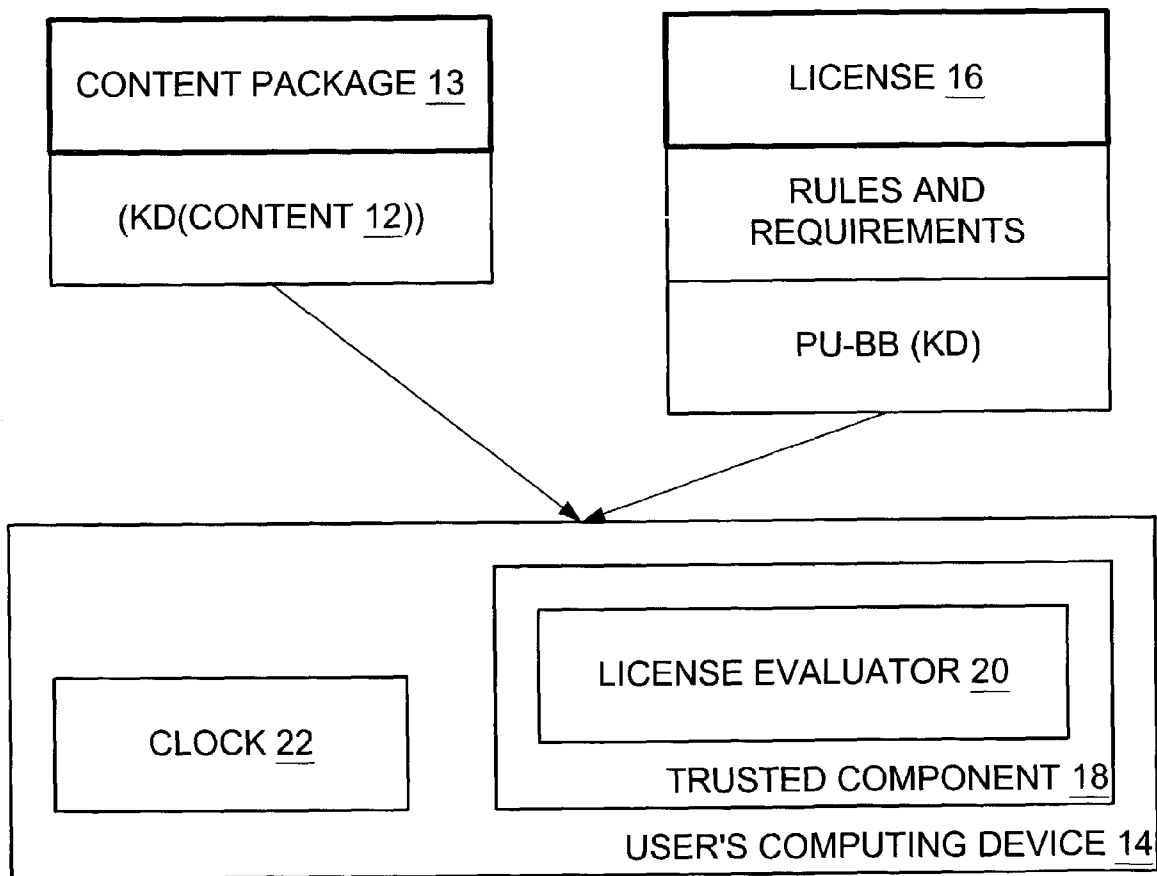 CONTENT PACKAGE 13
(KD(CONTENT 12))
LICENSE 16
RULES AND
REQUIREMENTS
PU-BB (KD)
LICENSE EVALUATOR 20
CLOCK 22
TRUSTED COMPONENT 18
USER'S COMPUTING DEVICE 14